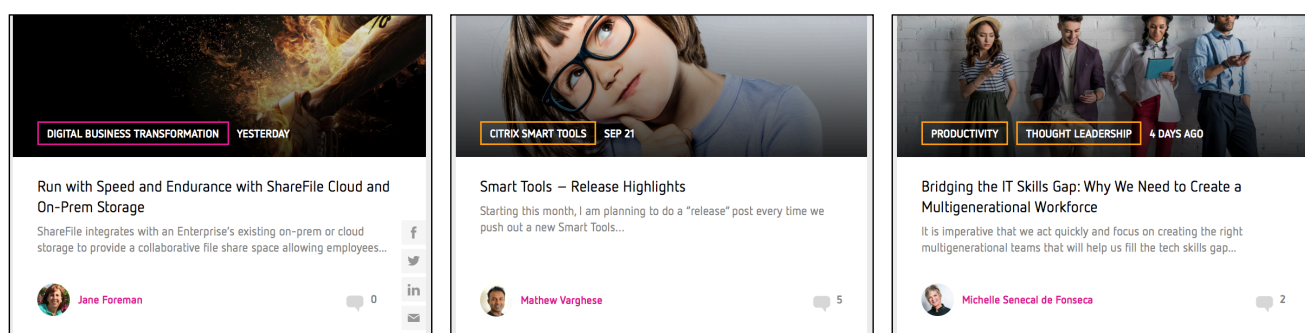 DIGITAL BUSINESS TRANSFORMATION YESTERDAY
Run with Speed and Endurance with ShareFile Cloud and
On-Prem Storage
ShareFile integrates with an Enterprise's existing on-prem or cloud
storage to provide a collaborative file share space allowing employees...
Jane Foreman 0
f
in
CITRIX SMART TOOLS SEP 21
Smart Tools – Release Highlights
Starting this month, I am planning to do a "release" post every time we
push out a new Smart Tools...
Mathew Varghese 5
PRODUCTIVITY THOUGHT LEADERSHIP 4 DAYS AGO
Bridging the IT Skills Gap: Why We Need to Create a
Multigenerational Workforce
It is imperative that we act quickly and focus on creating the right
multigenerational teams that will help us fill the tech skills gap...
Michelle Senecal de Fonseca 2